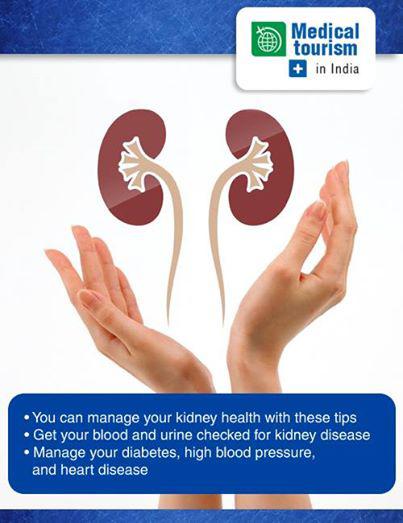 Medical
tourism
in India
• You can manage your kidney health with these tips
• Get your blood and urine checked for kidney disease
• Manage your diabetes, high blood pressure,
and heart disease